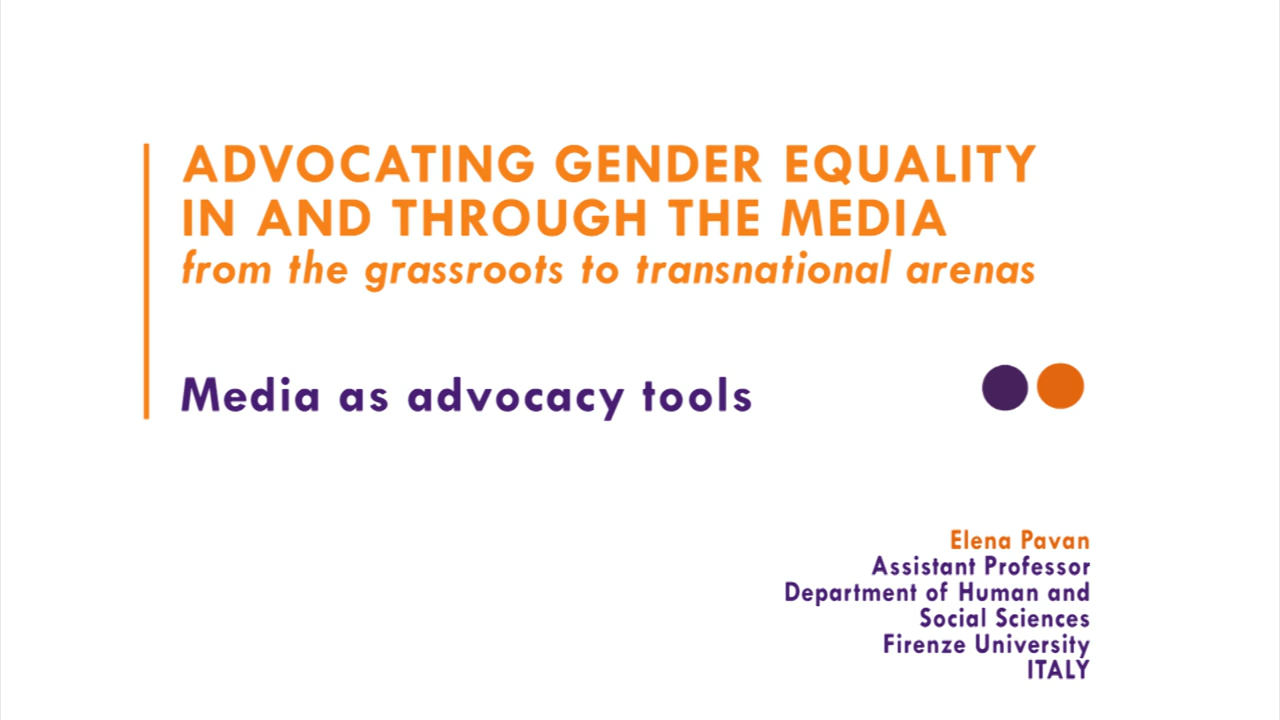 ADVOCATING GENDER EQUALITY
IN AND THROUGH THE MEDIA
from the grassroots to transnational arenas
Media as advocacy tools
Elena Pavan
Assistant Professor
Department of Human and
Social Sciences
Firenze University
ITALY